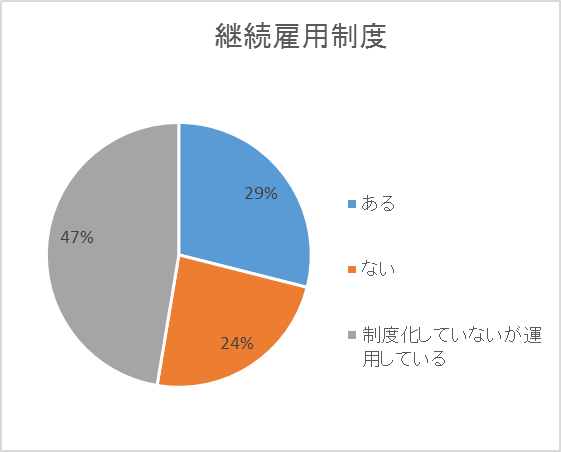 継続雇用制度
29%
47%
24%
ある
ない
制度化していないが運
用している